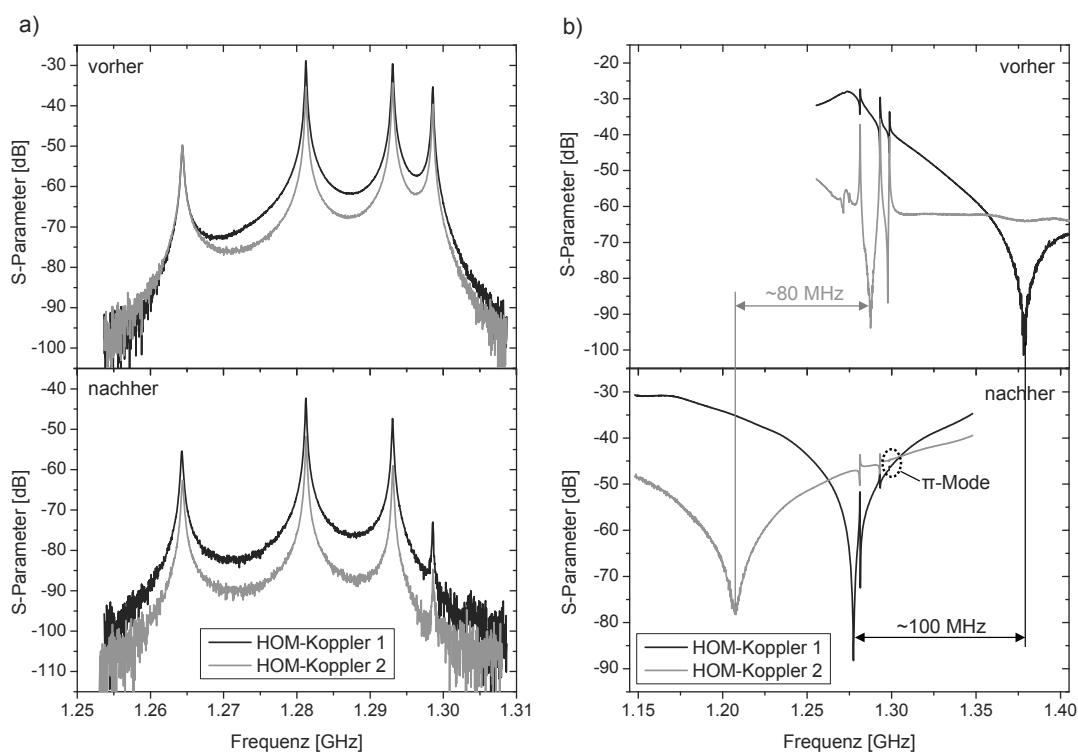 a)
vorher
-30
-40
-50
-60
-70
-80
-90
-100
S-Parameter [dB]
nachher
-40
-50
-60
-70
-80
-90
-100
-110
S-Parameter [dB]
HOM-Koppler 1
HOM-Koppler 2
1.25 1.26 1.27 1.28 1.29 1.30 1.31
Frequenz [GHz]
b)
vorher
-20
-30
-40
-50
-60
-70
-80
-90
-100
S-Parameter [dB]
~80 MHz
nachher
-30
-40
-50
-60
-70
-80
-90
S-Parameter [dB]
π-Mode
~100 MHz
HOM-Koppler 1
HOM-Koppler 2
1.15 1.20 1.25 1.30 1.35 1.40
Frequenz [GHz]